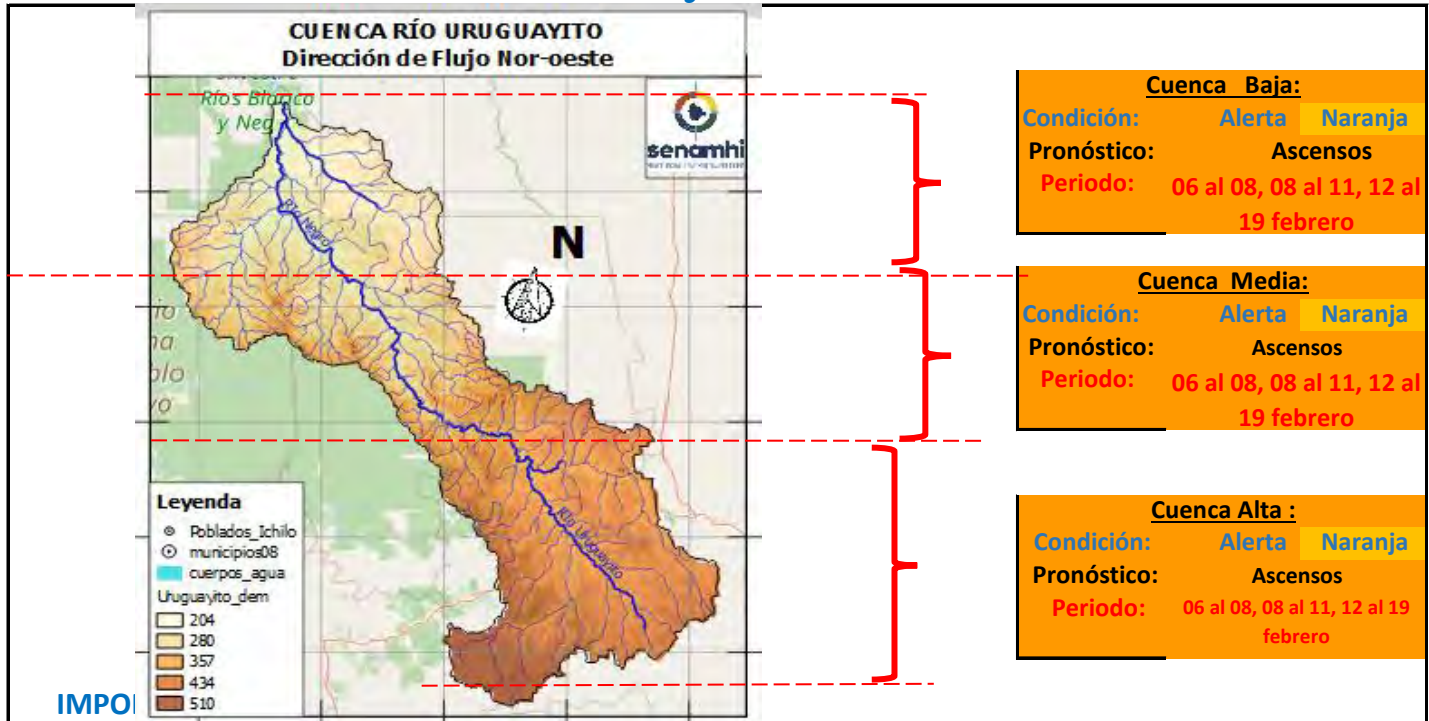 CUENCA RÍO URUGUAYITO
Dirección de Flujo Nor-oeste
Ríos Blanco
y Neg
senamhi
Río Negro
N
Río Uruguayito
Leyenda
Poblados_Ichilo
municipios08
cuerpos_agua
Uruguayito_dem
204
280
357
434
510
IMPO
Cuenca Baja:
Condición: Alerta Naranja
Pronóstico: Ascensos
Periodo: 06 al 08, 08 al 11, 12 al
19 febrero
Cuenca Media:
Condición: Alerta Naranja
Pronóstico: Ascensos
Periodo: 06 al 08, 08 al 11, 12 al
19 febrero
Cuenca Alta :
Condición: Alerta Naranja
Pronóstico: Ascensos
Periodo: 06 al 08, 08 al 11, 12 al 19
febrero